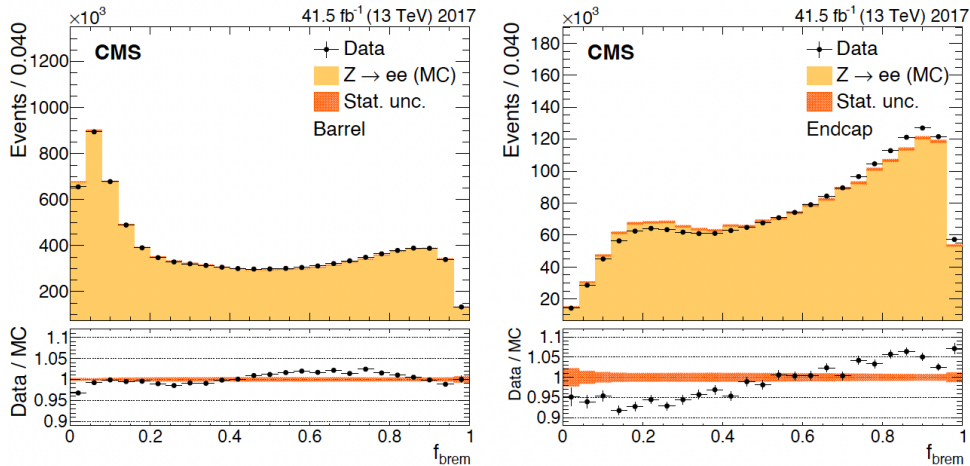 ×10³
41.5 fb⁻¹ (13 TeV) 2017
CMS
Data
Z → ee (MC)
Stat. unc.
Barrel
Events / 0.040
1200
1000
800
600
400
200
Data / MC
1.1
1.05
1
0.95
0.9
0
0.2
0.4
0.6
0.8
1
f_brem
×10³
41.5 fb⁻¹ (13 TeV) 2017
CMS
Data
Z → ee (MC)
Stat. unc.
Endcap
Events / 0.040
180
160
140
120
100
80
60
40
20
Data / MC
1.1
1.05
1
0.95
0.9
0
0.2
0.4
0.6
0.8
1
f_brem